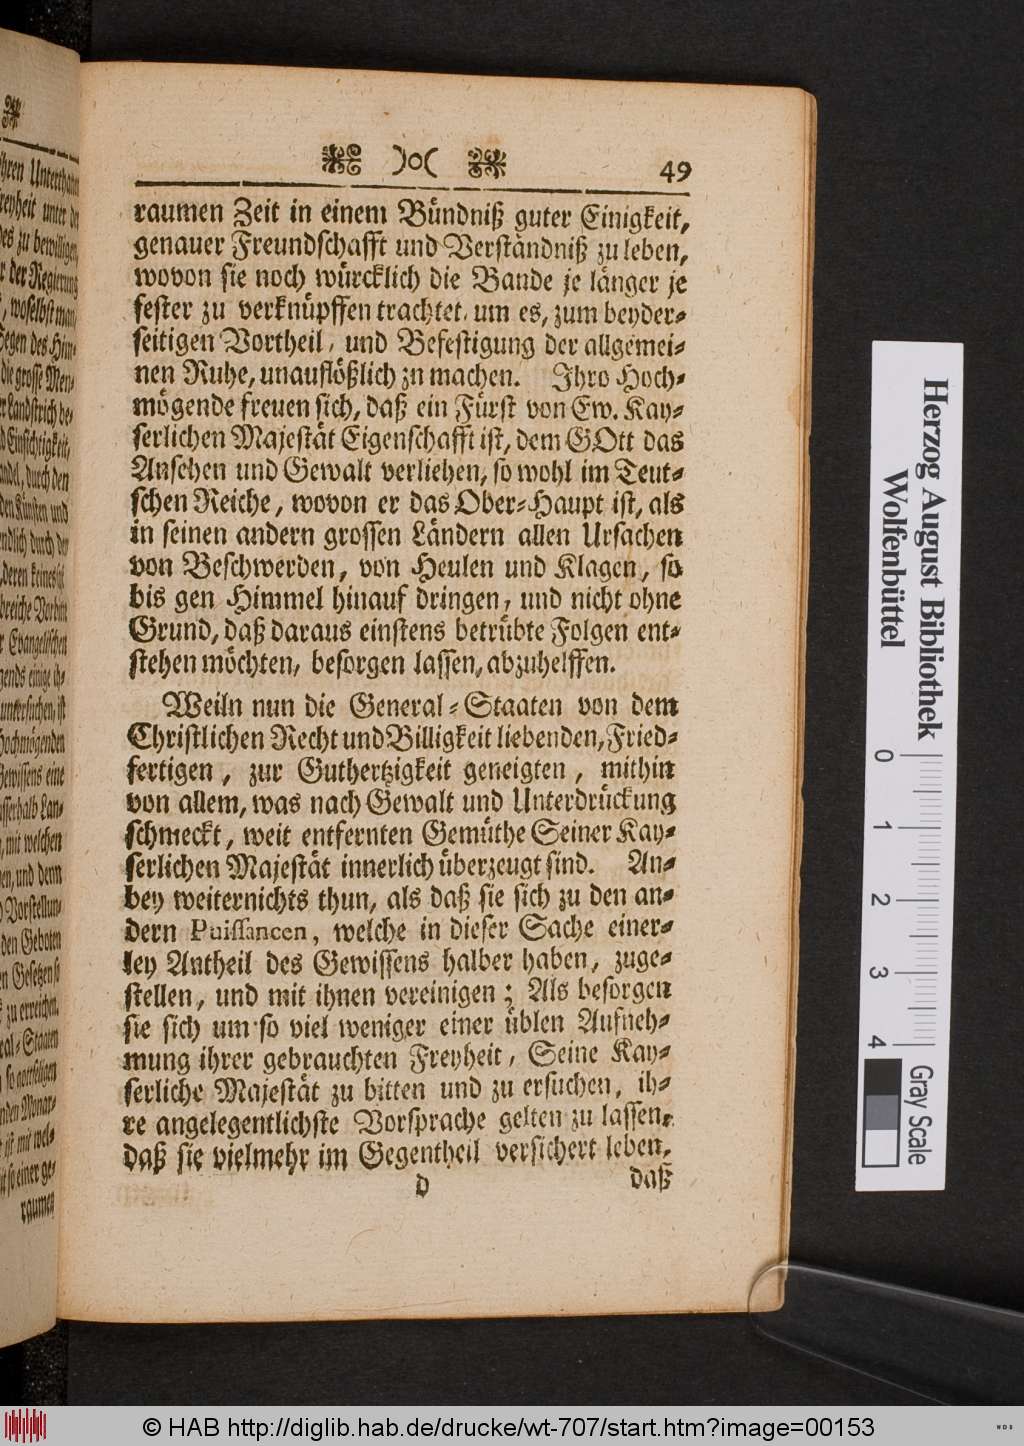 )o( 49
raumen Zeit in einem Bündniß guter Einigkeit,
genauer Freundschafft und Verständniß zu leben,
wovon sie noch würcklich die Bande je länger je
fester zu verknüpffen trachtet, um es, zum beyder-
seitigen Vortheil, und Befestigung der allgemei-
nen Ruhe, unauflößlich zu machen. Ihro Hoch-
mögende freuen sich, daß ein Fürst von Ew. Kay-
serlichen Majestät Eigenschafft ist, dem GOtt das
Ansehen und Gewalt verliehen, so wohl im Teut-
schen Reiche, wovon er das Ober-Haupt ist, als
in seinen andern grossen Ländern allen Ursachen
von Beschwerden, von Heulen und Klagen, so
bis gen Himmel hinauf dringen, und nicht ohne
Grund, daß daraus einstens betrübte Folgen ent-
stehen möchten, besorgen lassen, abzuhelffen.
Weiln nun die General-Staaten von dem
Christlichen Recht und Billigkeit liebenden, Fried-
fertigen, zur Guthertzigkeit geneigten, mithin
von allem, was nach Gewalt und Unterdrückung
schmeckt, weit entfernten Gemüthe Seiner Kay-
serlichen Majestät innerlich überzeugt sind. An-
bey weiter nichts thun, als daß sie sich zu den an-
dern Puissancen, welche in dieser Sache einer-
ley Antheil des Gewissens halber haben, zuge-
stellen, und mit ihnen vereinigen; Als besorgen
sie sich um so viel weniger einer üblen Aufneh-
mung ihrer gebrauchten Freyheit, Seine Kay-
serliche Majestät zu bitten und zu ersuchen, ih-
re angelegentlichste Vorsprache gelten zu lassen,
daß sie vielmehr im Gegentheil versichert leben,
d daß
Herzog August Bibliothek
Wolfenbüttel
0 1 2 3 4
Gray Scale
© HAB http://diglib.hab.de/drucke/wt-707/start.htm?image=00153